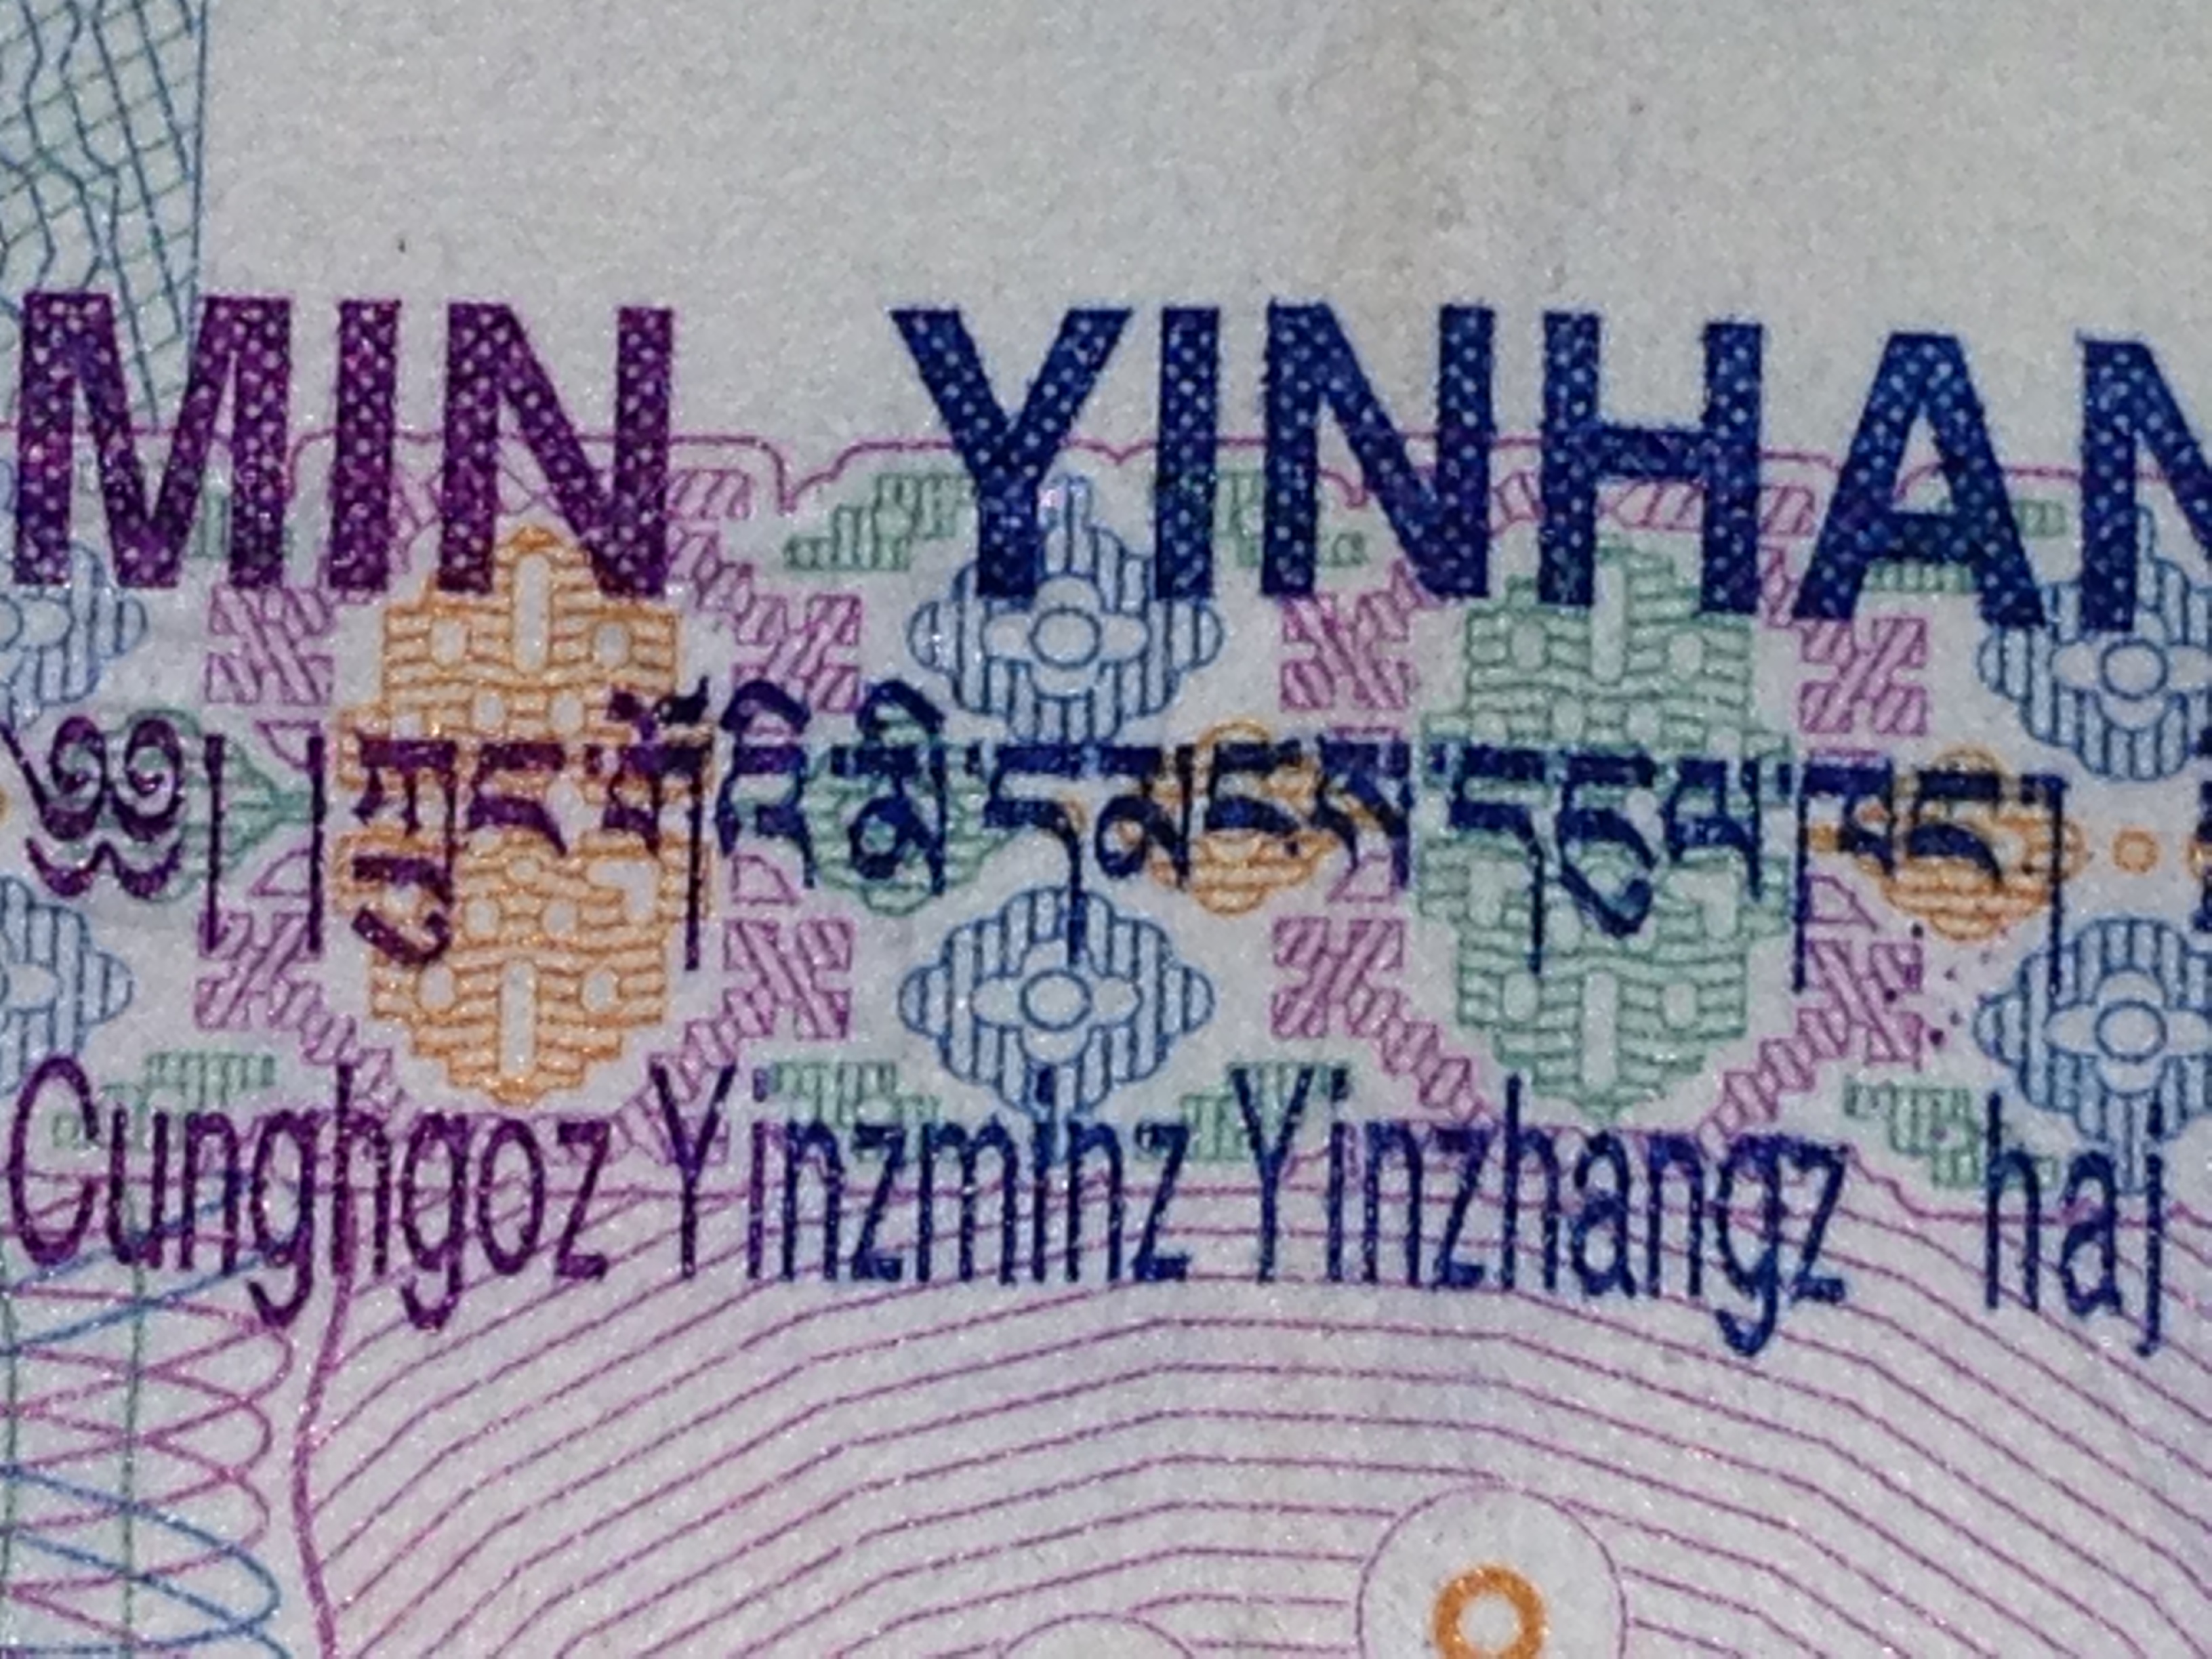 MIN YINHAN
༄༅། །ཀྲུང་གོའི་མི་དམངས་དངུལ་ཁང་།
Cunghgoz Yinzminz Yinzhangz haj